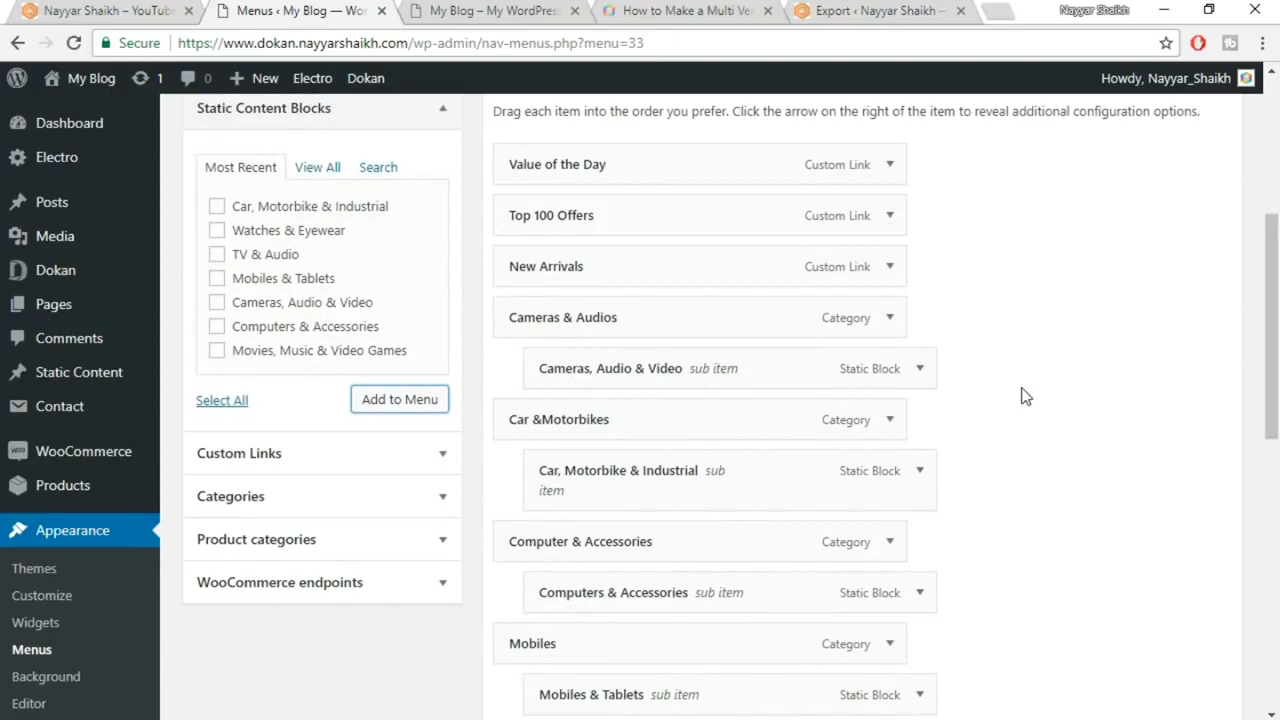 Nayyar Shaikh – YouTube
Menus ‹ My Blog — Wor
My Blog – My WordPress
How to Make a Multi Ve
Export ‹ Nayyar Shaikh –
Nayyar Shaikh
Secure
https://www.dokan.nayyarshaikh.com/wp-admin/nav-menus.php?menu=33
My Blog
1
0
New
Electro
Dokan
Howdy, Nayyar_Shaikh
Dashboard
Electro
Posts
Media
Dokan
Pages
Comments
Static Content
Contact
WooCommerce
Products
Appearance
Themes
Customize
Widgets
Menus
Background
Editor
Static Content Blocks
Most Recent
View All
Search
Car, Motorbike & Industrial
Watches & Eyewear
TV & Audio
Mobiles & Tablets
Cameras, Audio & Video
Computers & Accessories
Movies, Music & Video Games
Select All
Add to Menu
Custom Links
Categories
Product categories
WooCommerce endpoints
Drag each item into the order you prefer. Click the arrow on the right of the item to reveal additional configuration options.
Value of the Day Custom Link
Top 100 Offers Custom Link
New Arrivals Custom Link
Cameras & Audios Category
Cameras, Audio & Video sub item Static Block
Car &Motorbikes Category
Car, Motorbike & Industrial sub Static Block
item
Computer & Accessories Category
Computers & Accessories sub item Static Block
Mobiles Category
Mobiles & Tablets sub item Static Block